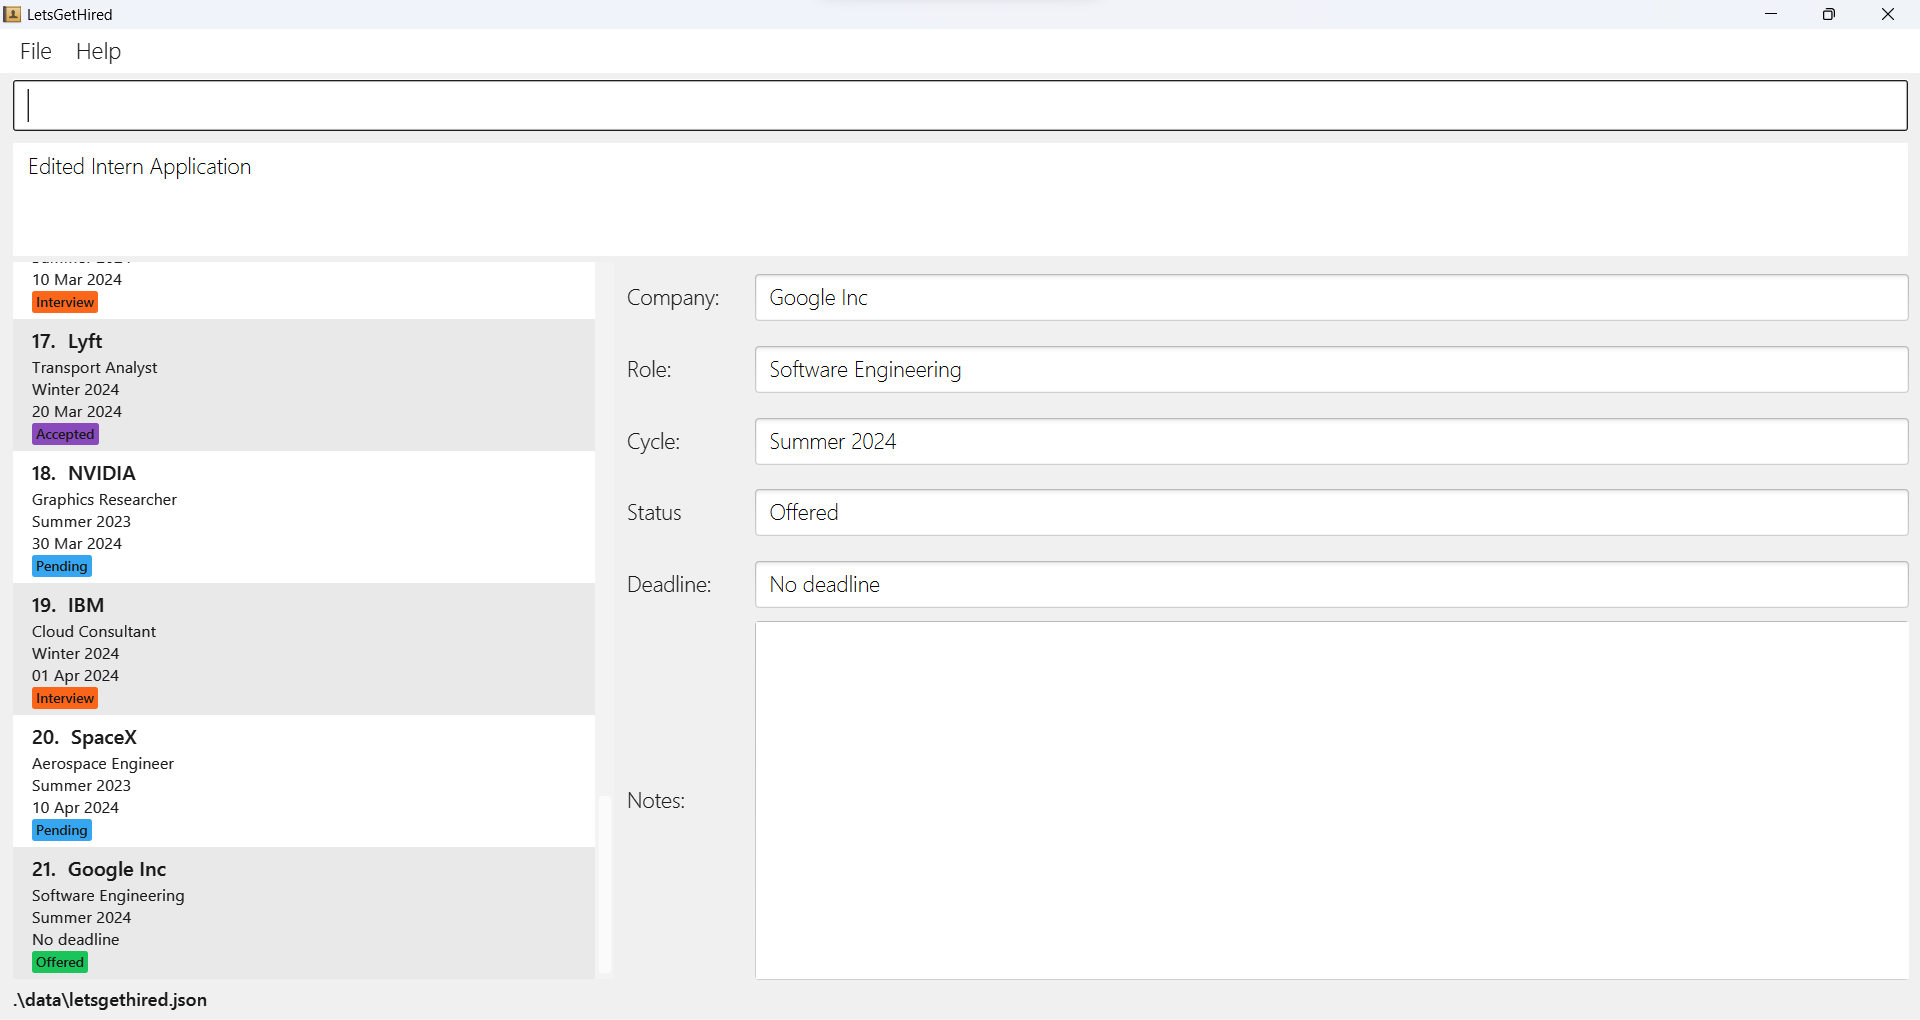 LetsGetHired
File Help
Edited Intern Application
10 Mar 2024
Interview
17. Lyft
Transport Analyst
Winter 2024
20 Mar 2024
Accepted
18. NVIDIA
Graphics Researcher
Summer 2023
30 Mar 2024
Pending
19. IBM
Cloud Consultant
Winter 2024
01 Apr 2024
Interview
20. SpaceX
Aerospace Engineer
Summer 2023
10 Apr 2024
Pending
21. Google Inc
Software Engineering
Summer 2024
No deadline
Offered
Company: Google Inc
Role: Software Engineering
Cycle: Summer 2024
Status Offered
Deadline: No deadline
Notes:
.\data\letsgethired.json